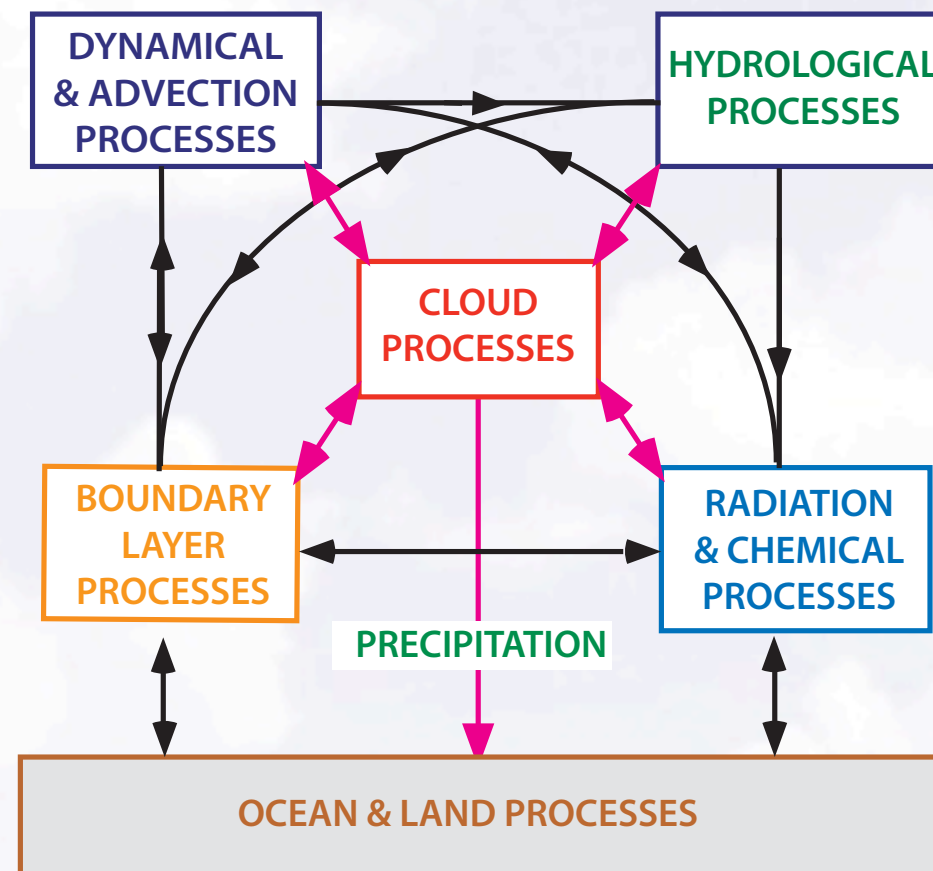 DYNAMICAL
& ADVECTION
PROCESSES
HYDROLOGICAL
PROCESSES
CLOUD
PROCESSES
BOUNDARY
LAYER
PROCESSES
RADIATION
& CHEMICAL
PROCESSES
PRECIPITATION
OCEAN & LAND PROCESSES